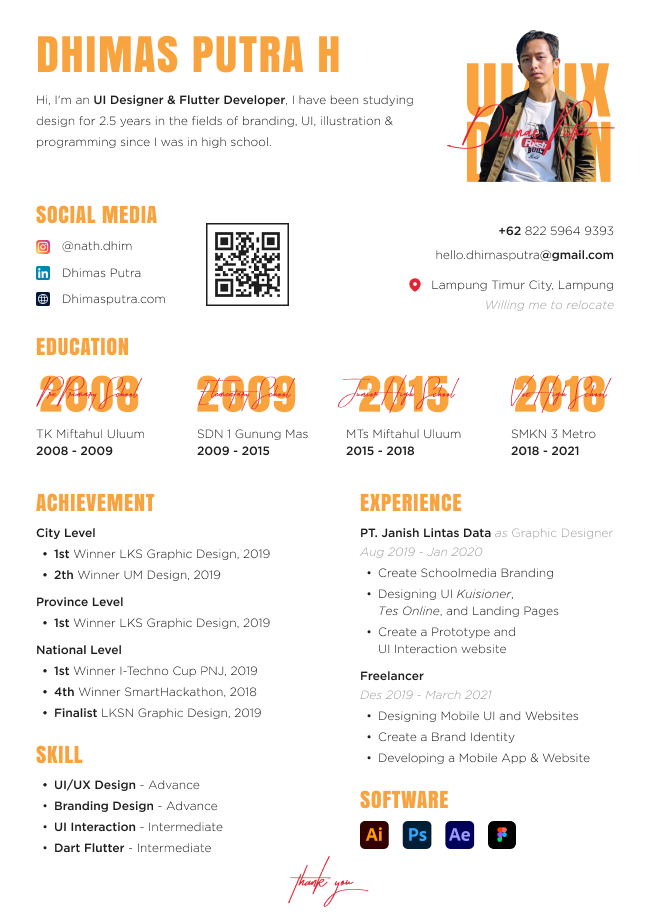 DHIMAS PUTRA H
Hi, I'm an UI Designer & Flutter Developer, I have been studying
design for 2.5 years in the fields of branding, UI, illustration &
programming since I was in high school.
UI UX
Dhimas Putra
SOCIAL MEDIA
@nath.dhim
Dhimas Putra
Dhimasputra.com
+62 822 5964 9393
hello.dhimasputra@gmail.com
Lampung Timur City, Lampung
Willing me to relocate
EDUCATION
2008
Pre Primary School
TK Miftahul Uluum
2008 - 2009
2009
Elementary School
SDN 1 Gunung Mas
2009 - 2015
2015
Junior High School
MTs Miftahul Uluum
2015 - 2018
2018
Voc High School
SMKN 3 Metro
2018 - 2021
ACHIEVEMENT
City Level
• 1st Winner LKS Graphic Design, 2019
• 2th Winner UM Design, 2019
Province Level
• 1st Winner LKS Graphic Design, 2019
National Level
• 1st Winner I-Techno Cup PNJ, 2019
• 4th Winner SmartHackathon, 2018
• Finalist LKSN Graphic Design, 2019
SKILL
• UI/UX Design - Advance
• Branding Design - Advance
• UI Interaction - Intermediate
• Dart Flutter - Intermediate
EXPERIENCE
PT. Janish Lintas Data as Graphic Designer
Aug 2019 - Jan 2020
• Create Schoolmedia Branding
• Designing UI Kuisioner,
Tes Online, and Landing Pages
• Create a Prototype and
UI Interaction website
Freelancer
Des 2019 - March 2021
• Designing Mobile UI and Websites
• Create a Brand Identity
• Developing a Mobile App & Website
SOFTWARE
Ai Ps Ae
thank you